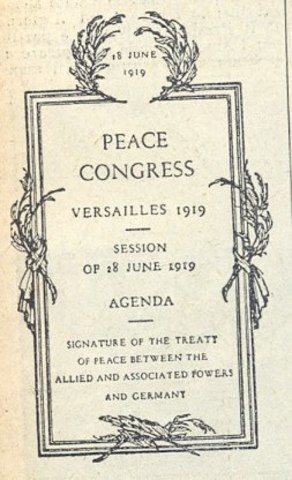 18 JUNE
1919
PEACE
CONGRESS
VERSAILLES 1919
SESSION
OF 28 JUNE 1919
AGENDA
SIGNATURE OF THE TREATY
OF PEACE BETWEEN THE
ALLIED AND ASSOCIATED POWERS
AND GERMANY